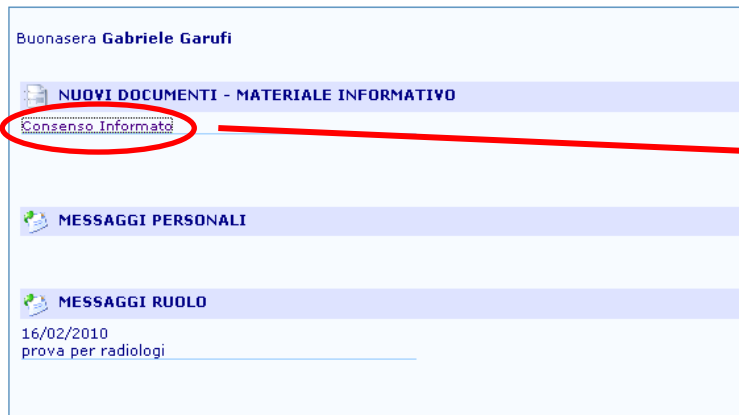 Buonasera Gabriele Garufi
NUOVI DOCUMENTI - MATERIALE INFORMATIVO
Consenso Informato
MESSAGGI PERSONALI
MESSAGGI RUOLO
16/02/2010
prova per radiologi